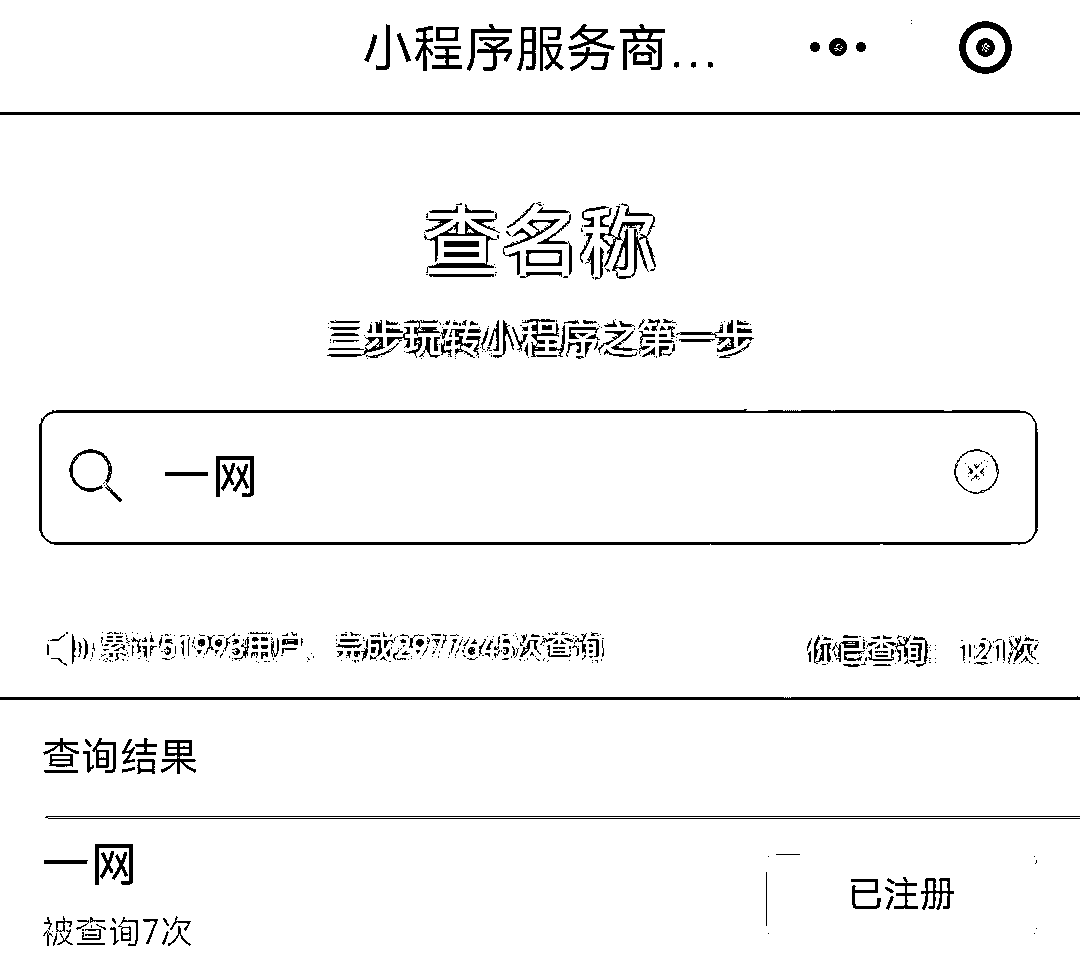 小程序服务商...
查名称
三步玩转小程序之第一步
一网
累计51993用户，完成2977645次查询
你已查询：121次
查询结果
一网
已注册
被查询7次